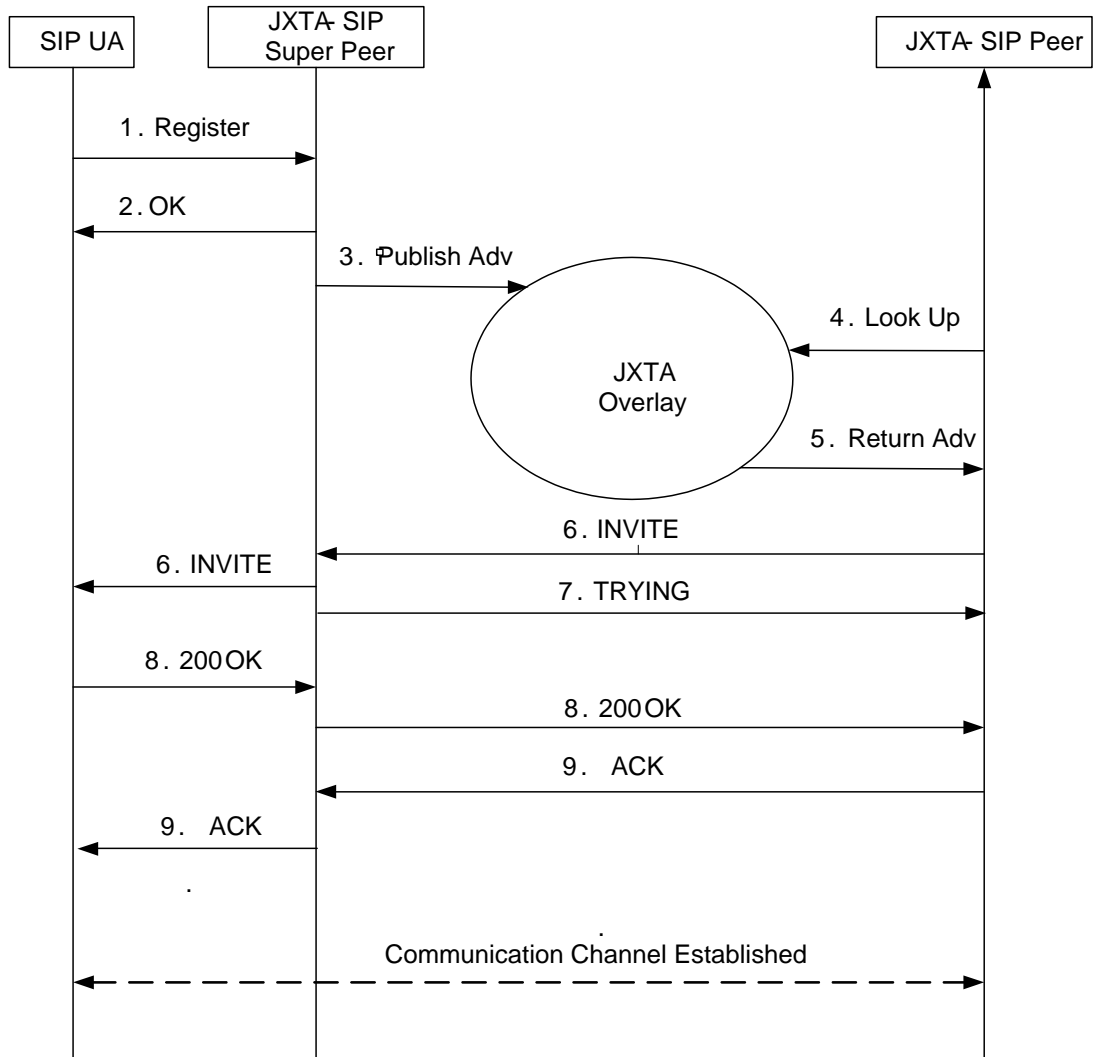 SIP UA
JXTA- SIP
Super Peer
JXTA- SIP Peer
1. Register
2. OK
3. Publish Adv
4. Look Up
JXTA
Overlay
5. Return Adv
6. INVITE
6. INVITE
7. TRYING
8. 200 OK
8. 200 OK
9. ACK
9. ACK
.
.
Communication Channel Established